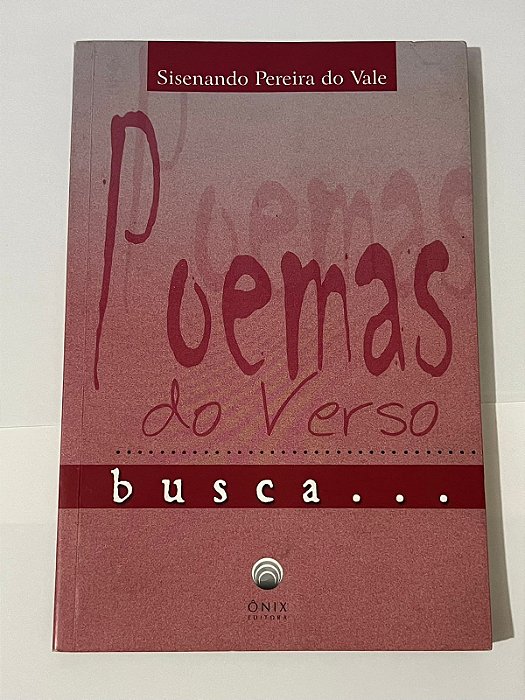 Sisenando Pereira do Vale
Poemas
do Verso
busca...
ÔNIX
EDITORA